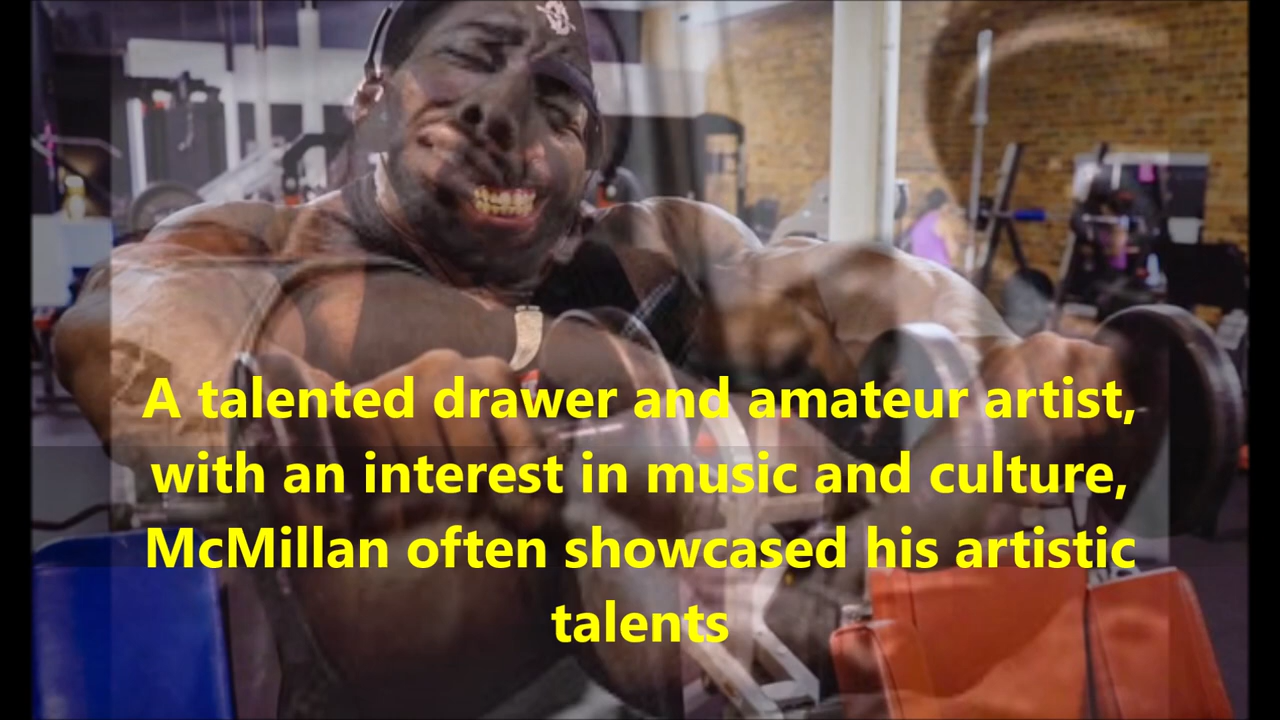 A talented drawer and amateur artist,
with an interest in music and culture,
McMillan often showcased his artistic
talents